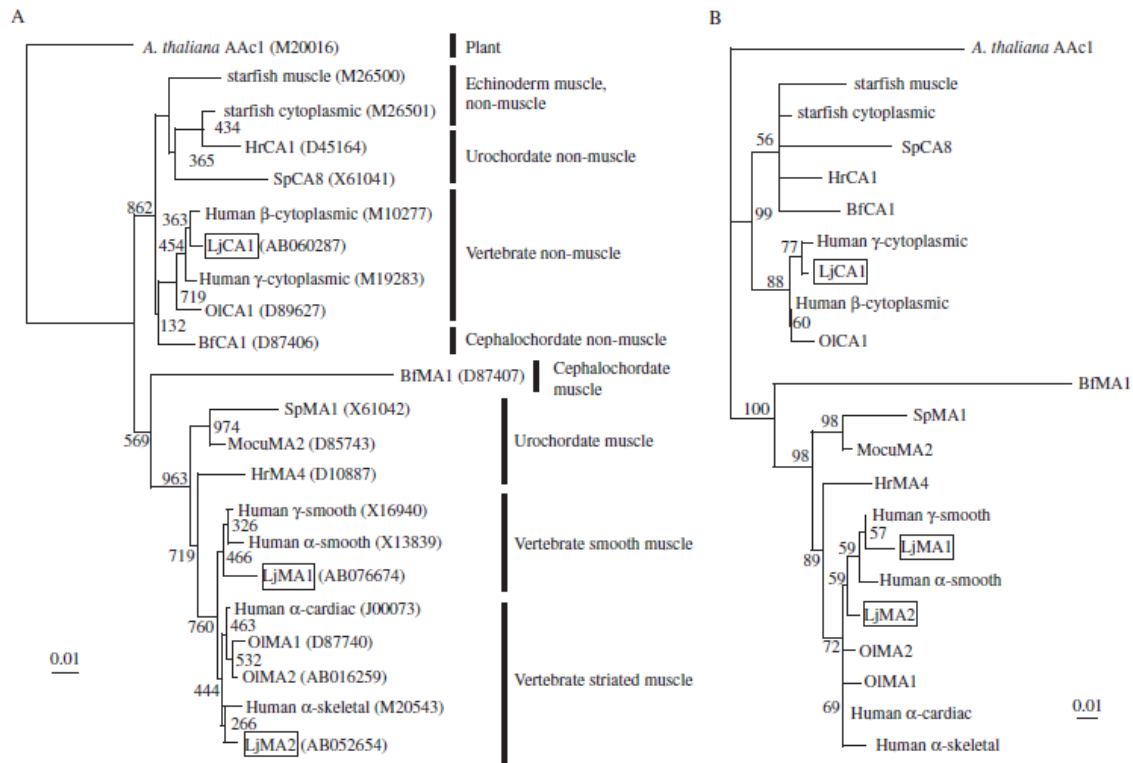 A
A. thaliana AAc1 (M20016)
Plant
starfish muscle (M26500)
Echinoderm muscle,
non-muscle
starfish cytoplasmic (M26501)
434
HrCA1 (D45164)
Urochordate non-muscle
365
SpCA8 (X61041)
862
Human β-cytoplasmic (M10277)
363
LjCA1 (AB060287)
454
Vertebrate non-muscle
Human γ-cytoplasmic (M19283)
719
OlCA1 (D89627)
132
BfCA1 (D87406)
Cephalochordate non-muscle
BfMA1 (D87407)
Cephalochordate
muscle
SpMA1 (X61042)
974
569
MocuMA2 (D85743)
Urochordate muscle
963
HrMA4 (D10887)
Human γ-smooth (X16940)
326
Human α-smooth (X13839)
Vertebrate smooth muscle
719
466
LjMA1 (AB076674)
Human α-cardiac (J00073)
760
463
OlMA1 (D87740)
532
OlMA2 (AB016259)
Vertebrate striated muscle
444
Human α-skeletal (M20543)
266
LjMA2 (AB052654)
0.01
B
A. thaliana AAc1
starfish muscle
starfish cytoplasmic
56
SpCA8
HrCA1
99
BfCA1
77
Human γ-cytoplasmic
LjCA1
88
Human β-cytoplasmic
60
OlCA1
BfMA1
100
98
SpMA1
98
MocuMA2
HrMA4
Human γ-smooth
57
59
LjMA1
89
59
Human α-smooth
LjMA2
72
OlMA2
OlMA1
69
Human α-cardiac
Human α-skeletal
0.01